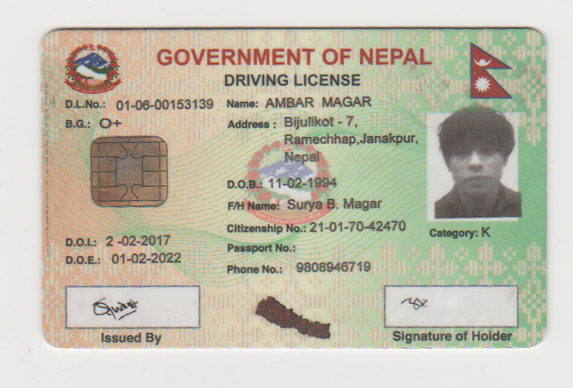 GOVERNMENT OF NEPAL
DRIVING LICENSE
D.L.No.: 01-06-00153139
Name: AMBAR MAGAR
B.G.: O+
Address : Bijulikot - 7,
Ramechhap,Janakpur,
Nepal
D.O.B.: 11-02-1994
F/H Name: Surya B. Magar
Citizenship No.: 21-01-70-42470
Category: K
D.O.I.: 2 -02-2017
Passport No.:
D.O.E.: 01-02-2022
Phone No.: 9808946719
Issued By
Signature of Holder